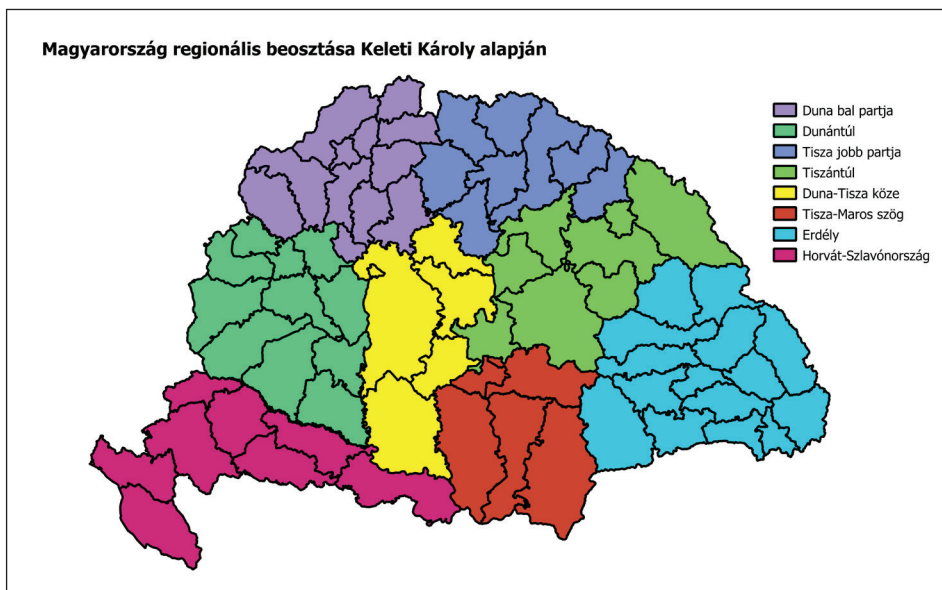 Magyarország regionális beosztása Keleti Károly alapján
Duna bal partja
Dunántúl
Tisza jobb partja
Tiszántúl
Duna-Tisza köze
Tisza-Maros szög
Erdély
Horvát-Szlavónország